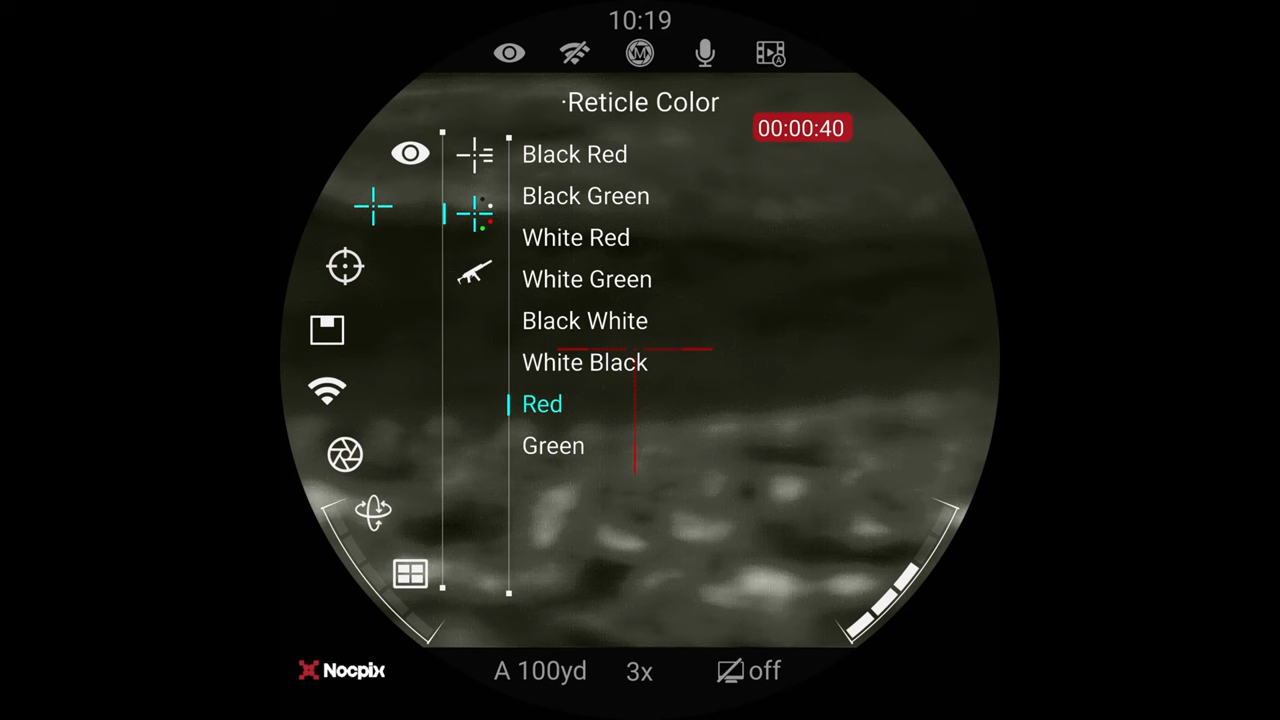 10:19
M
A
·Reticle Color
00:00:40
Black Red
Black Green
White Red
White Green
Black White
White Black
Red
Green
Nocpix
A 100yd
3x
off